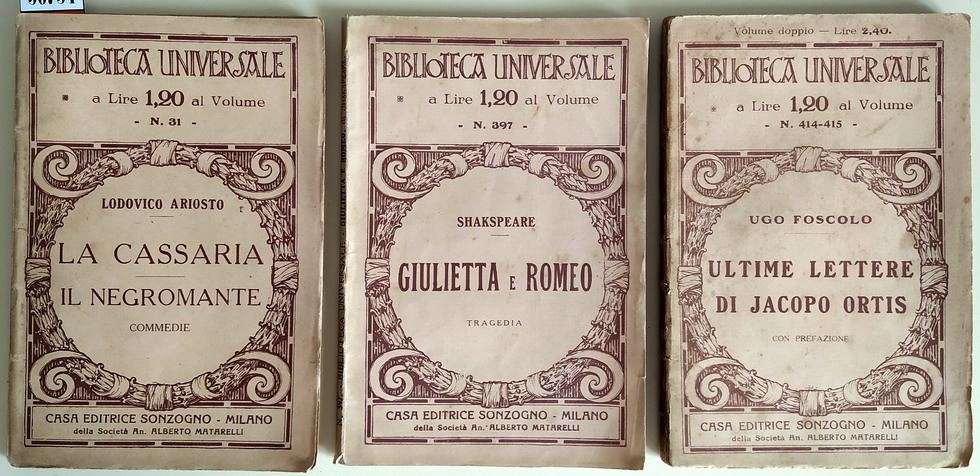 BIBLIOTECA UNIVERSALE
a Lire 1,20 al Volume
- N. 31 -
LODOVICO ARIOSTO
LA CASSARIA
IL NEGROMANTE
COMMEDIE
CASA EDITRICE SONZOGNO - MILANO
della Società An. ALBERTO MATARELLI
BIBLIOTECA UNIVERSALE
a Lire 1,20 al Volume
- N. 397 -
SHAKSPEARE
GIULIETTA E ROMEO
TRAGEDIA
CASA EDITRICE SONZOGNO - MILANO
della Società An. ALBERTO MATARELLI
Volume doppio — Lire 2,40.
BIBLIOTECA UNIVERSALE
a Lire 1,20 al Volume
- N. 414-415 -
UGO FOSCOLO
ULTIME LETTERE
DI JACOPO ORTIS
CON PREFAZIONE
CASA EDITRICE SONZOGNO - MILANO
della Società An. ALBERTO MATARELLI